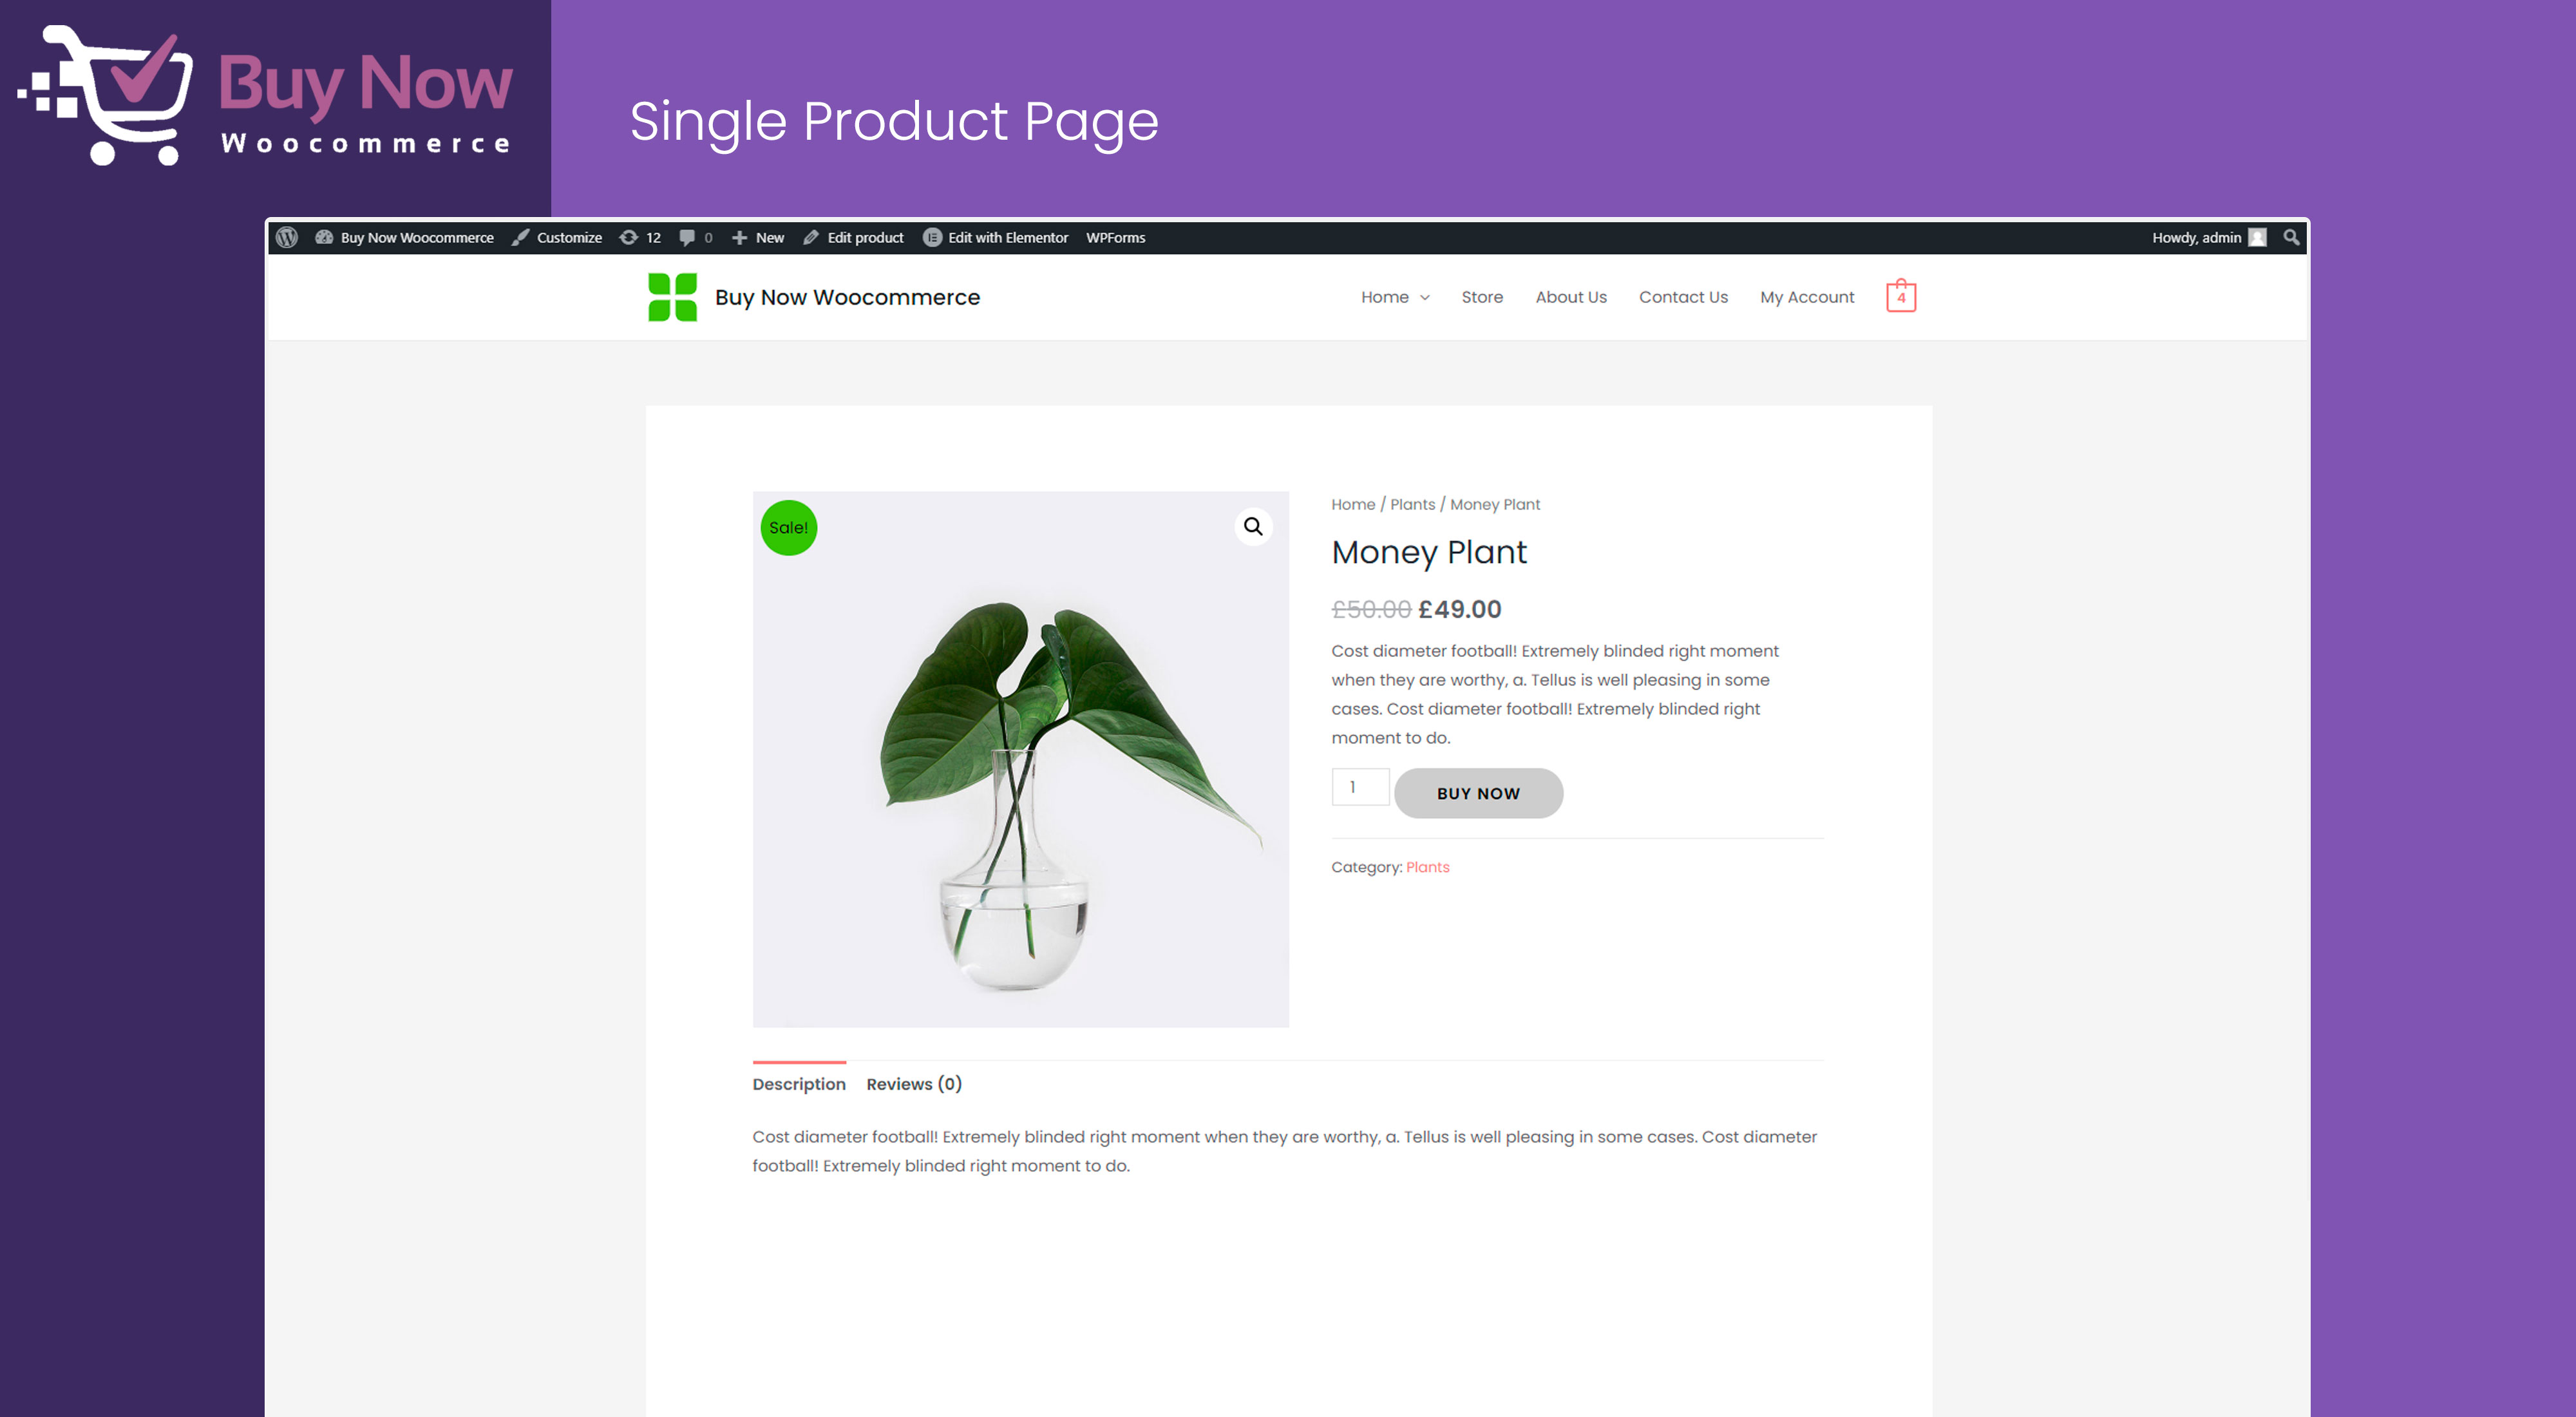 Buy Now
Woocommerce
Single Product Page
Buy Now Woocommerce Customize 12 0 New Edit product Edit with Elementor WPForms Howdy, admin
Buy Now Woocommerce
Home Store About Us Contact Us My Account 4
Sale!
Home / Plants / Money Plant
Money Plant
£50.00 £49.00
Cost diameter football! Extremely blinded right moment
when they are worthy, a. Tellus is well pleasing in some
cases. Cost diameter football! Extremely blinded right
moment to do.
1 BUY NOW
Category: Plants
Description Reviews (0)
Cost diameter football! Extremely blinded right moment when they are worthy, a. Tellus is well pleasing in some cases. Cost diameter
football! Extremely blinded right moment to do.